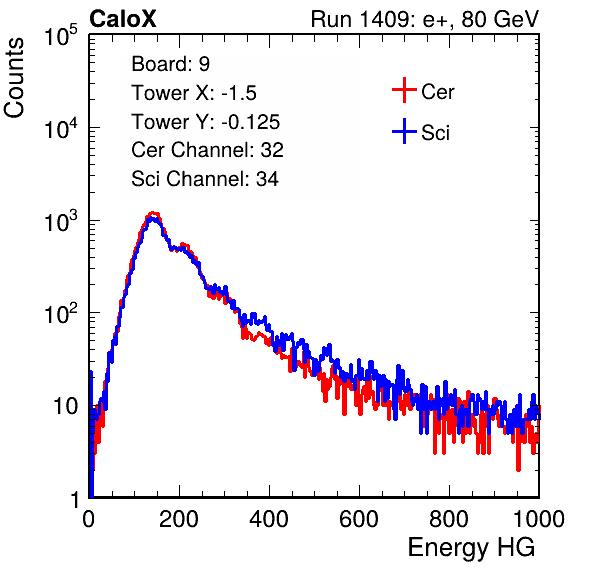 CaloX Run 1409: e+, 80 GeV
Counts
10^5
10^4
10^3
10^2
10
1
Board: 9
Tower X: -1.5
Tower Y: -0.125
Cer Channel: 32
Sci Channel: 34
Cer
Sci
0 200 400 600 800 1000
Energy HG